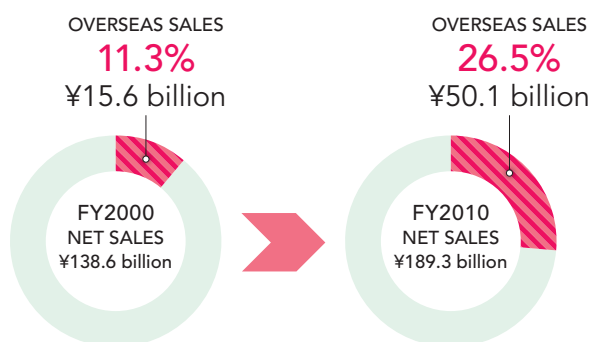 OVERSEAS SALES
11.3%
¥15.6 billion
FY2000
NET SALES
¥138.6 billion
OVERSEAS SALES
26.5%
¥50.1 billion
FY2010
NET SALES
¥189.3 billion